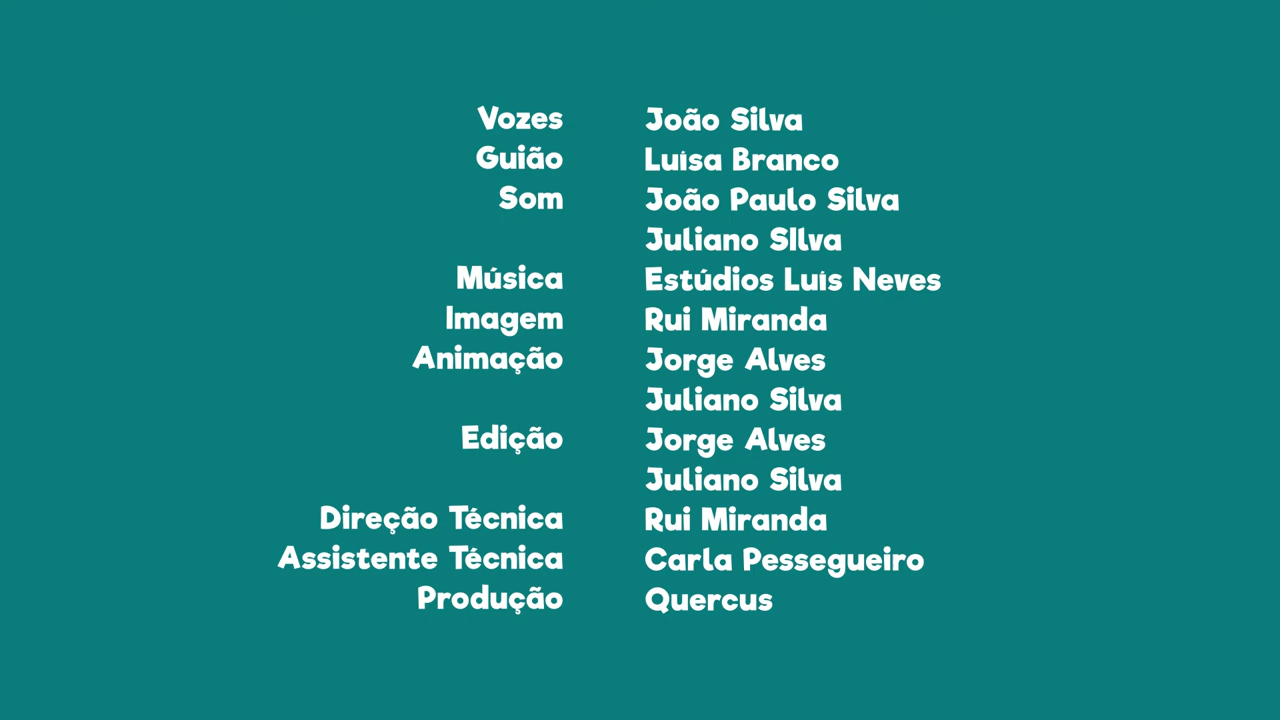 Vozes João Silva
Guião Luísa Branco
Som João Paulo Silva
Juliano SIlva
Música Estúdios Luís Neves
Imagem Rui Miranda
Animação Jorge Alves
Juliano Silva
Edição Jorge Alves
Juliano Silva
Direção Técnica Rui Miranda
Assistente Técnica Carla Pessegueiro
Produção Quercus